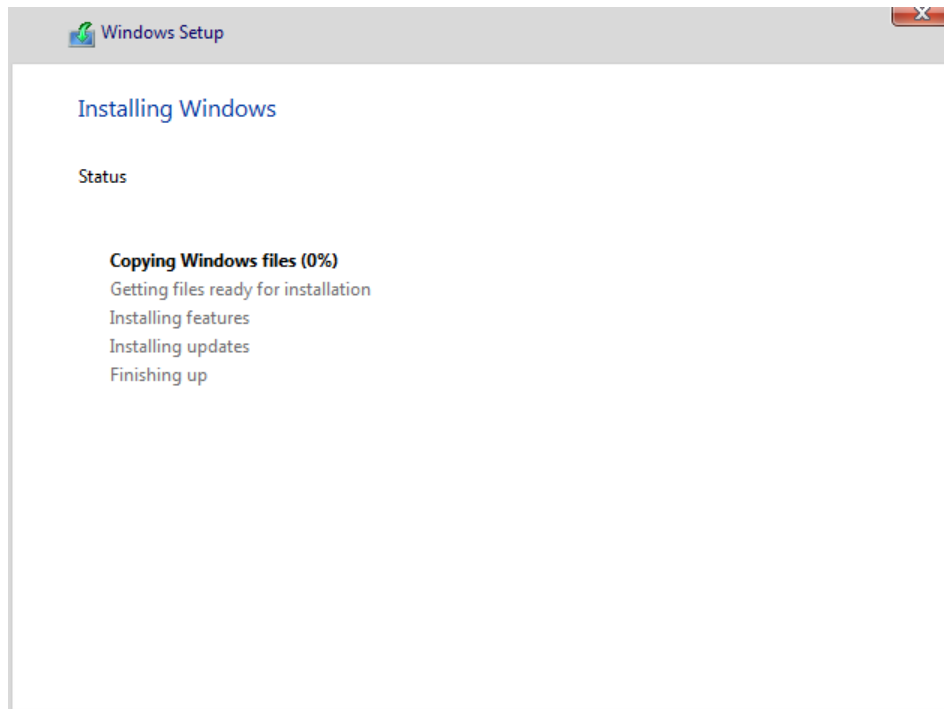 Windows Setup
Installing Windows
Status
Copying Windows files (0%)
Getting files ready for installation
Installing features
Installing updates
Finishing up